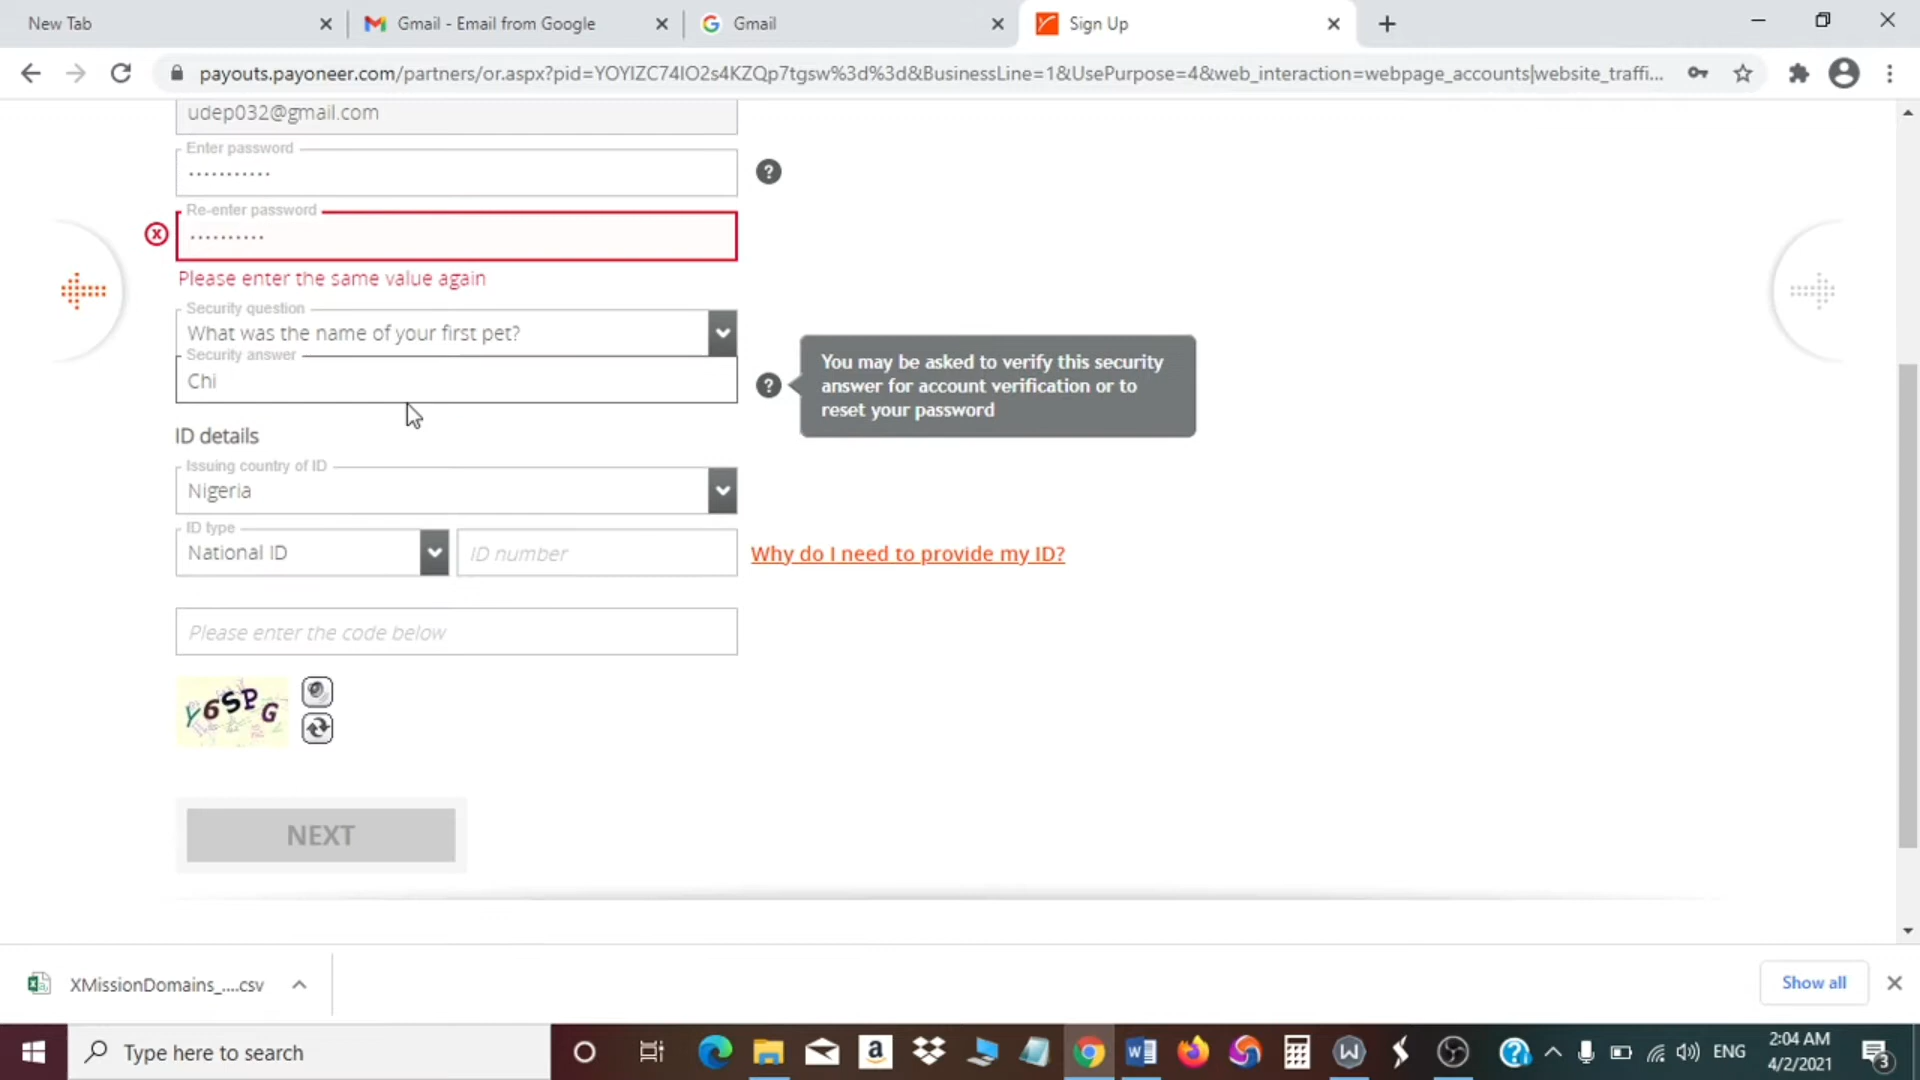 New Tab
Gmail - Email from Google
Gmail
Sign Up
payouts.payoneer.com/partners/or.aspx?pid=YOYIZC74IO2s4KZQp7tgsw%3d%3d&BusinessLine=1&UsePurpose=4&web_interaction=webpage_accounts|website_traffi...
udep032@gmail.com
Enter password
Re-enter password
Please enter the same value again
Security question
What was the name of your first pet?
Security answer
Chi
You may be asked to verify this security
answer for account verification or to
reset your password
ID details
Issuing country of ID
Nigeria
ID type
National ID
ID number
Why do I need to provide my ID?
Please enter the code below
Y6SPG
NEXT
XMissionDomains_....csv
Show all
Type here to search
ENG
2:04 AM
4/2/2021
3